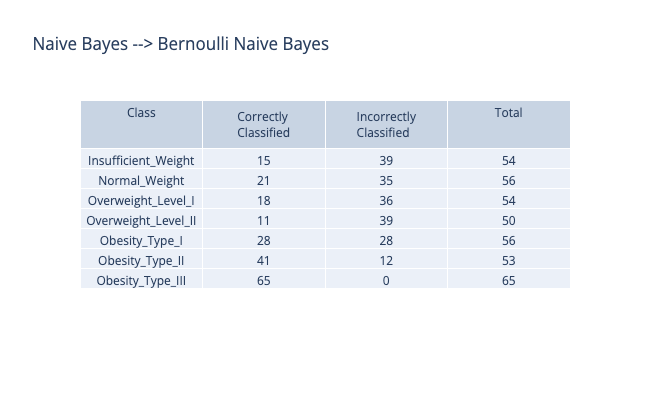 Naive Bayes --> Bernoulli Naive Bayes
Class Correctly Classified Incorrectly Classified Total
Insufficient_Weight 15 39 54
Normal_Weight 21 35 56
Overweight_Level_I 18 36 54
Overweight_Level_II 11 39 50
Obesity_Type_I 28 28 56
Obesity_Type_II 41 12 53
Obesity_Type_III 65 0 65